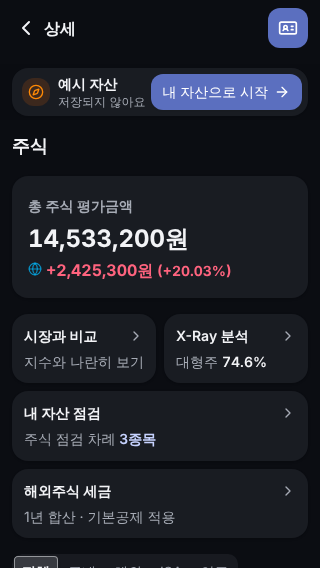 상세
예시 자산
저장되지 않아요
내 자산으로 시작
주식
총 주식 평가금액
14,533,200원
+2,425,300원 (+20.03%)
시장과 비교
지수와 나란히 보기
X-Ray 분석
대형주 74.6%
내 자산 점검
주식 점검 차례 3종목
해외주식 세금
1년 합산 · 기본공제 적용